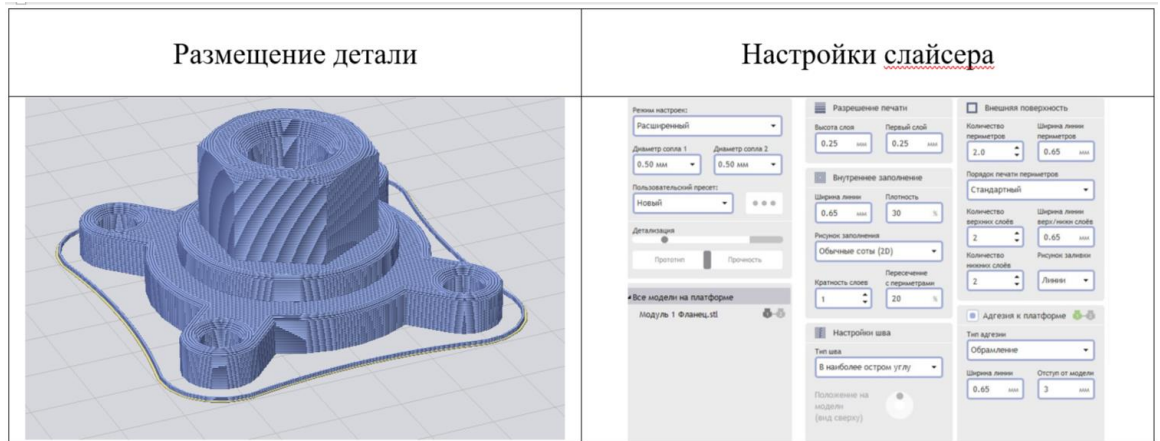 Размещение детали
Настройки слайсера
Режим настроек:
Расширенный
Диаметр сопла 1 Диаметр сопла 2
0.50 мм 0.50 мм
Пользовательский пресет:
Новый
Детализация
Прототип Прочность
Все модели на платформе
Модуль 1 Фланец.stl
Разрешение печати
Высота слоя Первый слой
0.25 мм 0.25 мм
Внутреннее заполнение
Ширина линии Плотность
0.65 мм 30 %
Рисунок заполнения
Обычные соты (2D)
Кратность слоев Пересечение с периметрами
1 20 %
Настройки шва
Тип шва
В наиболее остром углу
Положение на
модели
(вид сверху)
Внешняя поверхность
Количество периметров Ширина линии периметров
2.0 0.65 мм
Порядок печати периметров
Стандартный
Количество верхних слоёв Ширина линии верх/нижн слоёв
2 0.65 мм
Количество нижних слоёв Рисунок заливки
2 Линии
Адгезия к платформе
Тип адгезии
Обрамление
Ширина линии Отступ от модели
0.65 мм 3 мм